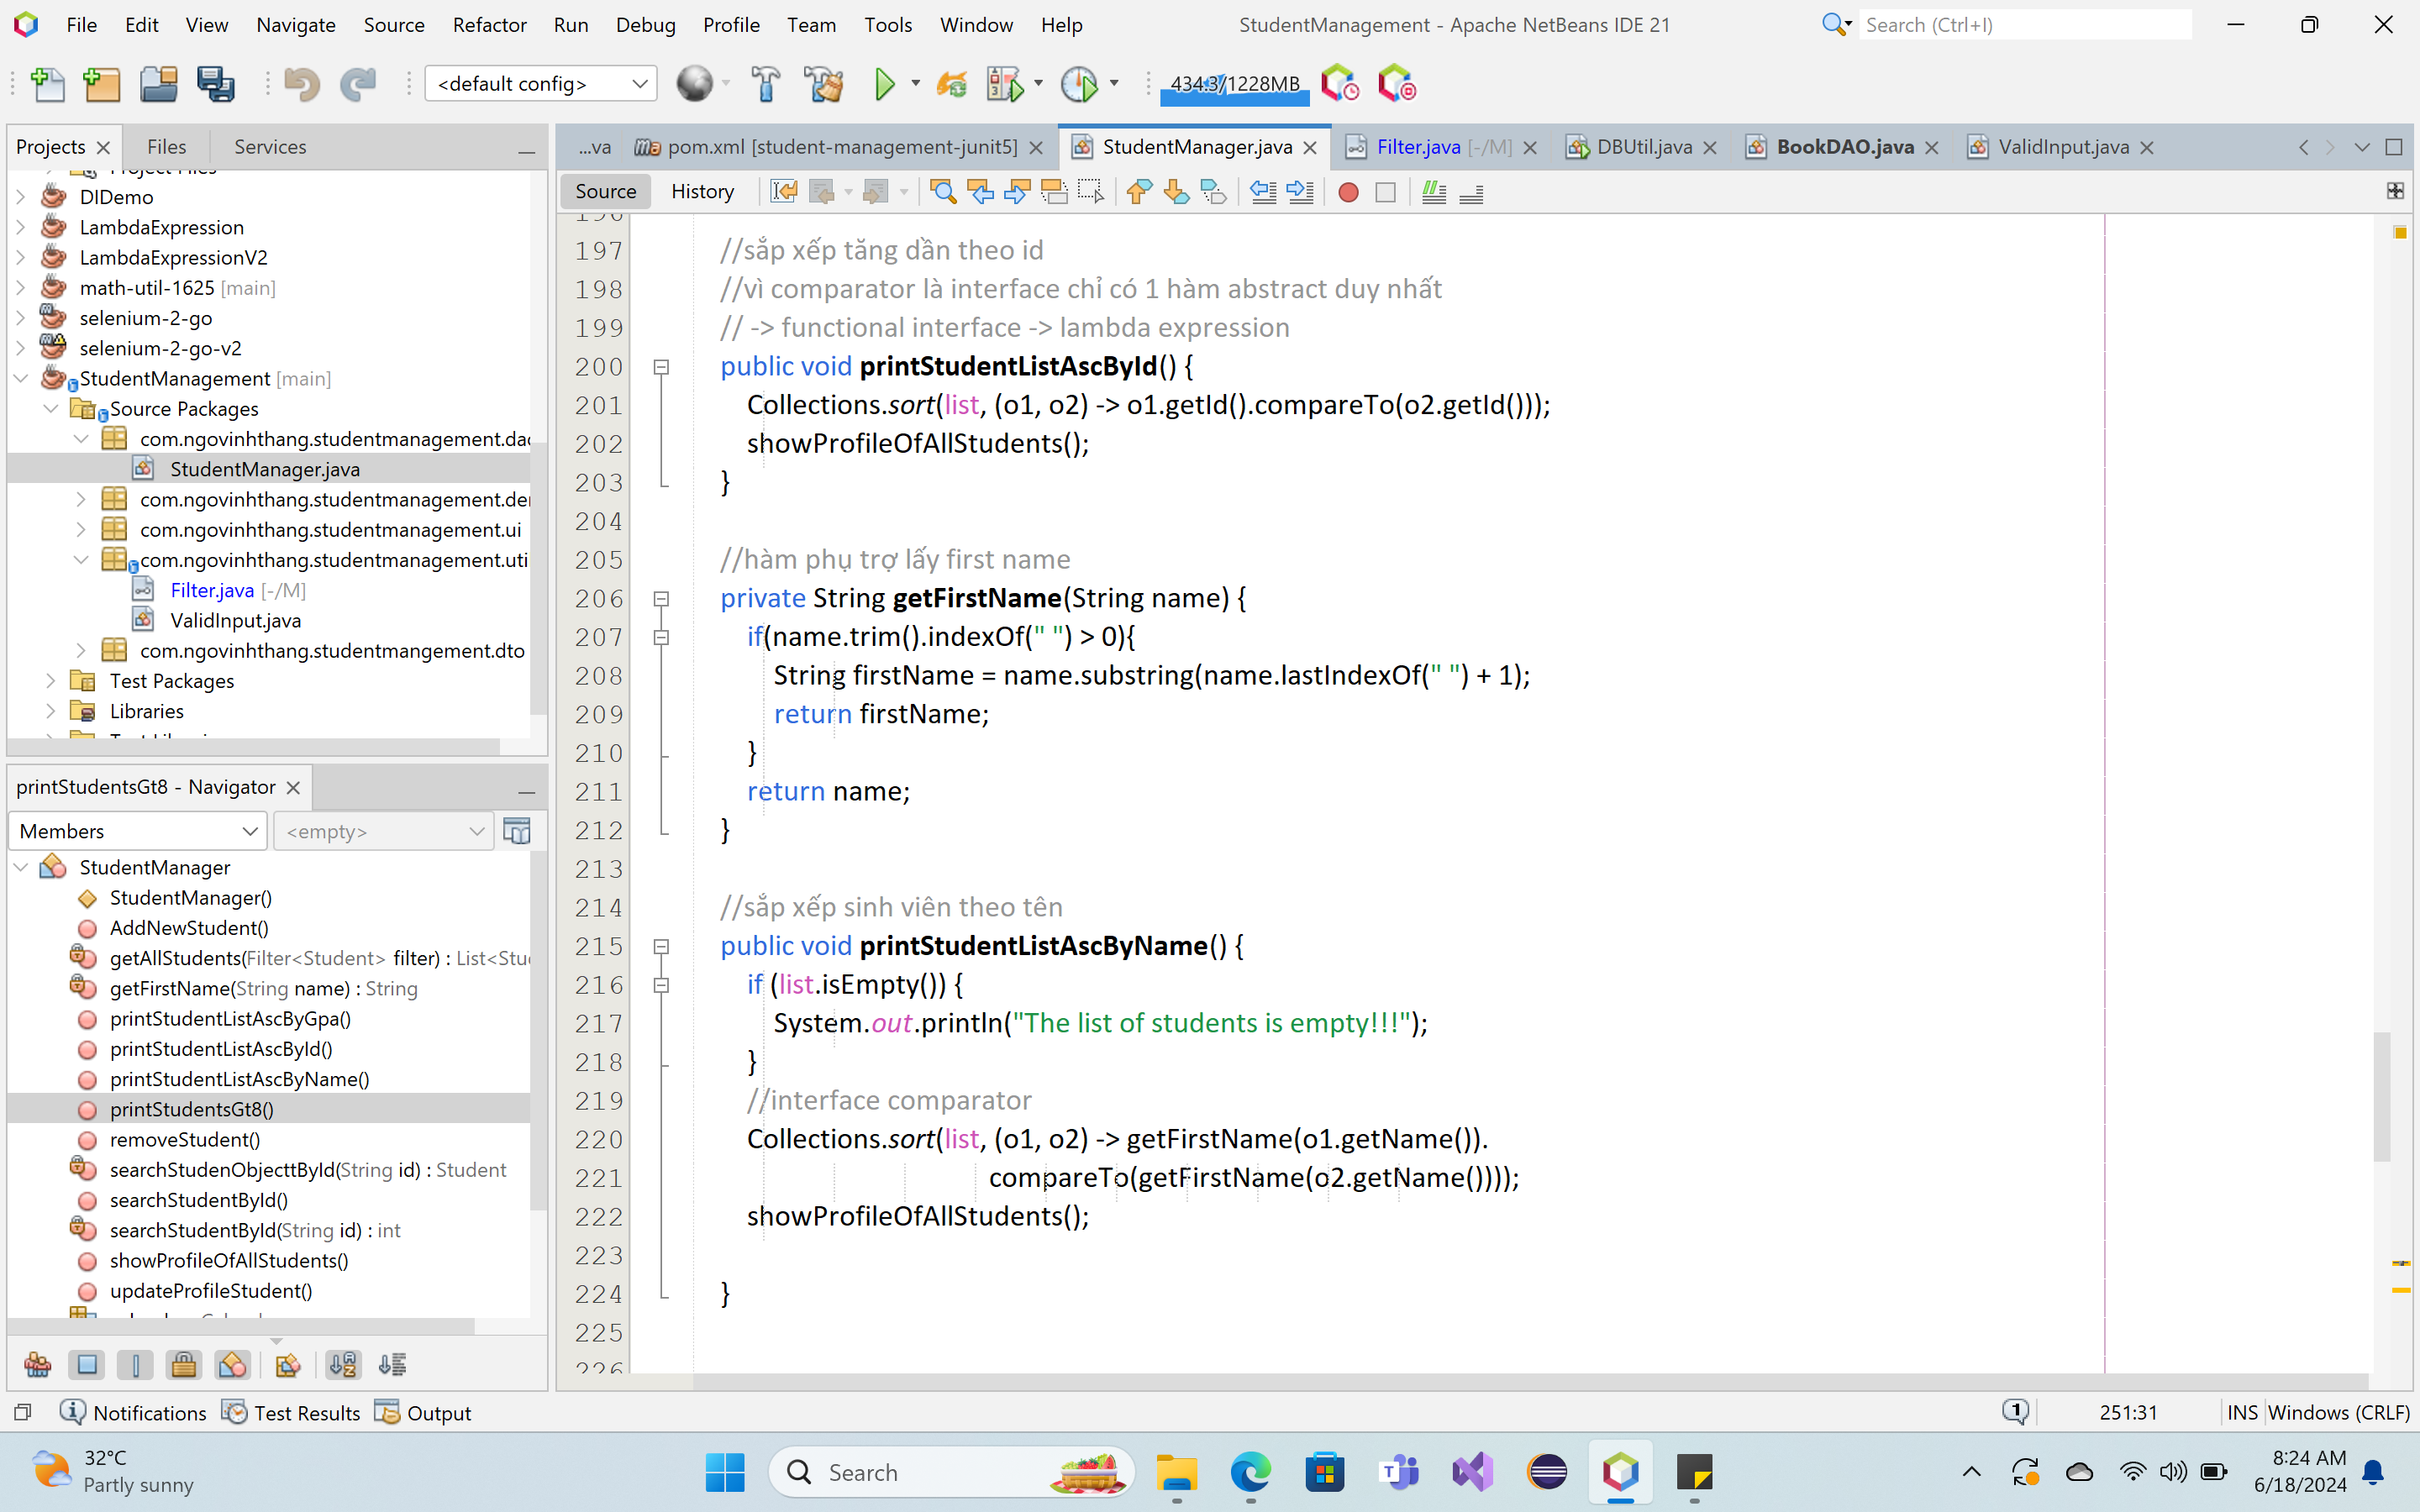 File Edit View Navigate Source Refactor Run Debug Profile Team Tools Window Help
StudentManagement - Apache NetBeans IDE 21
Search (Ctrl+I)
<default config>
434.3/1228MB
Projects Files Services
DIDemo
LambdaExpression
LambdaExpressionV2
math-util-1625 [main]
selenium-2-go
selenium-2-go-v2
StudentManagement [main]
Source Packages
com.ngovinhthang.studentmanagement.dao
StudentManager.java
com.ngovinhthang.studentmanagement.der
com.ngovinhthang.studentmanagement.ui
com.ngovinhthang.studentmanagement.uti
Filter.java [-/M]
ValidInput.java
com.ngovinhthang.studentmangement.dto
Test Packages
Libraries
printStudentsGt8 - Navigator
Members
<empty>
StudentManager
StudentManager()
AddNewStudent()
getAllStudents(Filter<Student> filter) : List<Stu
getFirstName(String name) : String
printStudentListAscByGpa()
printStudentListAscById()
printStudentListAscByName()
printStudentsGt8()
removeStudent()
searchStudenObjecttById(String id) : Student
searchStudentById()
searchStudentById(String id) : int
showProfileOfAllStudents()
updateProfileStudent()
...va pom.xml [student-management-junit5] StudentManager.java Filter.java [-/M] DBUtil.java BookDAO.java ValidInput.java
Source History
196
197 //sắp xếp tăng dần theo id
198 //vì comparator là interface chỉ có 1 hàm abstract duy nhất
199 // -> functional interface -> lambda expression
200 public void printStudentListAscById() {
201 Collections.sort(list, (o1, o2) -> o1.getId().compareTo(o2.getId()));
202 showProfileOfAllStudents();
203 }
204
205 //hàm phụ trợ lấy first name
206 private String getFirstName(String name) {
207 if(name.trim().indexOf(" ") > 0){
208 String firstName = name.substring(name.lastIndexOf(" ") + 1);
209 return firstName;
210 }
211 return name;
212 }
213
214 //sắp xếp sinh viên theo tên
215 public void printStudentListAscByName() {
216 if (list.isEmpty()) {
217 System.out.println("The list of students is empty!!!");
218 }
219 //interface comparator
220 Collections.sort(list, (o1, o2) -> getFirstName(o1.getName()).
221 compareTo(getFirstName(o2.getName())));
222 showProfileOfAllStudents();
223
224 }
225
226
Notifications Test Results Output
1 251:31 INS Windows (CRLF)
32°C
Partly sunny
Search
8:24 AM
6/18/2024